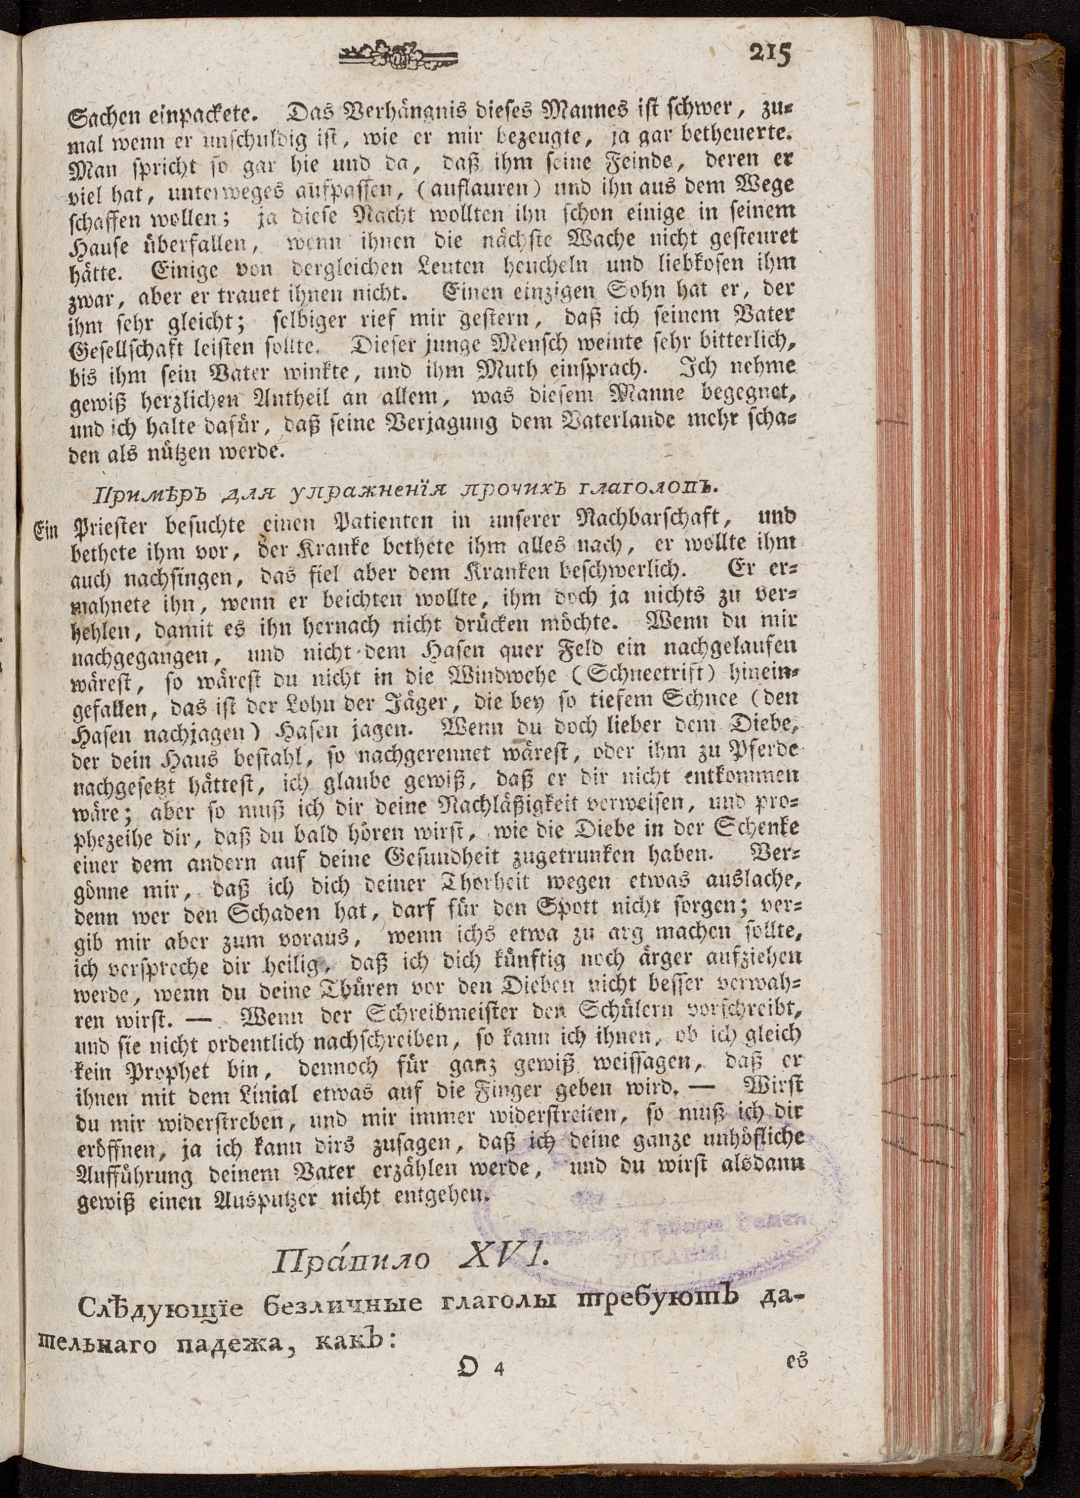 215
Sachen einpackete. Das Verhängnis dieses Mannes ist schwer, zu=
mal wenn er unschuldig ist, wie er mir bezeugte, ja gar betheuerte.
Man spricht so gar hie und da, daß ihm seine Feinde, deren er
viel hat, unterweges aufpassen, (auflauren) und ihn aus dem Wege
schaffen wollen; ja diese Nacht wollten ihn schon einige in seinem
Hause überfallen, wenn ihnen die nächste Wache nicht gesteuret
hätte. Einige von dergleichen Leuten heucheln und liebkosen ihm
zwar, aber er trauet ihnen nicht. Einen einzigen Sohn hat er, der
ihm sehr gleicht; selbiger rief mir gestern, daß ich seinem Vater
Gesellschaft leisten sollte. Dieser junge Mensch weinte sehr bitterlich,
bis ihm sein Vater winkte, und ihm Muth einsprach. Ich nehme
gewiß herzlichen Antheil an allem, was diesem Manne begegnet,
und ich halte dafür, daß seine Verjagung dem Vaterlande mehr scha=
den als nützen werde.
Примѣръ для упражненїя прочихъ глаголовъ.
Ein Priester besuchte einen Patienten in unserer Nachbarschaft, und
bethete ihm vor, der Kranke bethete ihm alles nach, er wollte ihm
auch nachsingen, das fiel aber dem Kranken beschwerlich. Er er=
mahnete ihn, wenn er beichten wollte, ihm doch ja nichts zu ver=
hehlen, damit es ihn hernach nicht drücken möchte. Wenn du mir
nachgegangen, und nicht dem Hasen quer Feld ein nachgelaufen
wärest, so wärest du nicht in die Windwehe (Schneetrift) hinein=
gefallen, das ist der Lohn der Jäger, die bey so tiefem Schnee (den
Hasen nachjagen) Hasen jagen. Wenn du doch lieber dem Diebe,
der dein Haus bestahl, so nachgerennet wärest, oder ihm zu Pferde
nachgesetzt hättest, ich glaube gewiß, daß er dir nicht entkommen
wäre; aber so muß ich dir deine Nachläßigkeit verweisen, und pro=
phezeihe dir, daß du bald hören wirst, wie die Diebe in der Schenke
einer dem andern auf deine Gesundheit zugetrunken haben. Ver=
gönne mir, daß ich dich deiner Thorheit wegen etwas auslache,
denn wer den Schaden hat, darf für den Spott nicht sorgen; ver=
gib mir aber zum voraus, wenn ichs etwa zu arg machen sollte,
ich verspreche dir heilig, daß ich dich künftig noch ärger aufziehen
werde, wenn du deine Thüren vor den Dieben nicht besser verwah=
ren wirst. — Wenn der Schreibmeister den Schülern vorschreibt,
und sie nicht ordentlich nachschreiben, so kann ich ihnen, ob ich gleich
kein Prophet bin, dennoch für ganz gewiß weissagen, daß er
ihnen mit dem Linial etwas auf die Finger geben wird. — Wirst
du mir widerstreben, und mir immer widerstreiten, so muß ich dir
eröffnen, ja ich kann dirs zusagen, daß ich deine ganze unhöfliche
Aufführung deinem Vater erzählen werde, und du wirst alsdann
gewiß einen Ausputzer nicht entgehen.
Пра́вило XVI.
Слѣдующїе безличные глаголы требуютъ да-
тельнаго падежа, какъ:
O 4
es